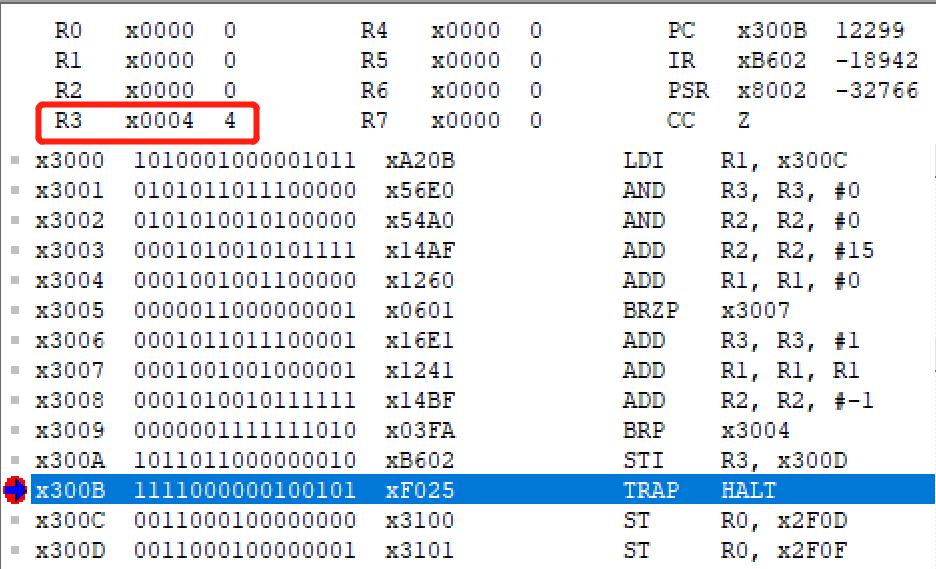 R0 x0000 0 R4 x0000 0 PC x300B 12299
R1 x0000 0 R5 x0000 0 IR xB602 -18942
R2 x0000 0 R6 x0000 0 PSR x8002 -32766
R3 x0004 4 R7 x0000 0 CC Z
x3000 1010001000001011 xA20B LDI R1, x300C
x3001 0101011011100000 x56E0 AND R3, R3, #0
x3002 0101010010100000 x54A0 AND R2, R2, #0
x3003 0001010010101111 x14AF ADD R2, R2, #15
x3004 0001001001100000 x1260 ADD R1, R1, #0
x3005 0000011000000001 x0601 BRZP x3007
x3006 0001011011100001 x16E1 ADD R3, R3, #1
x3007 0001001001000001 x1241 ADD R1, R1, R1
x3008 0001010010111111 x14BF ADD R2, R2, #-1
x3009 0000001111111010 x03FA BRP x3004
x300A 1011011000000010 xB602 STI R3, x300D
x300B 1111000000100101 xF025 TRAP HALT
x300C 0011000100000000 x3100 ST R0, x2F0D
x300D 0011000100000001 x3101 ST R0, x2F0F